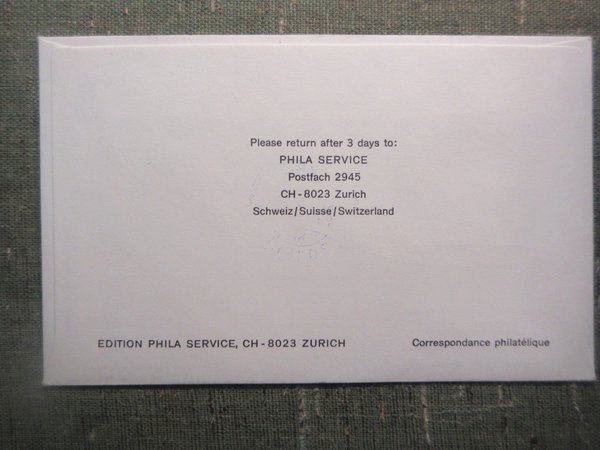 Please return after 3 days to:
PHILA SERVICE
Postfach 2945
CH-8023 Zurich
Schweiz/Suisse/Switzerland
EDITION PHILA SERVICE, CH-8023 ZURICH
Correspondance philatélique